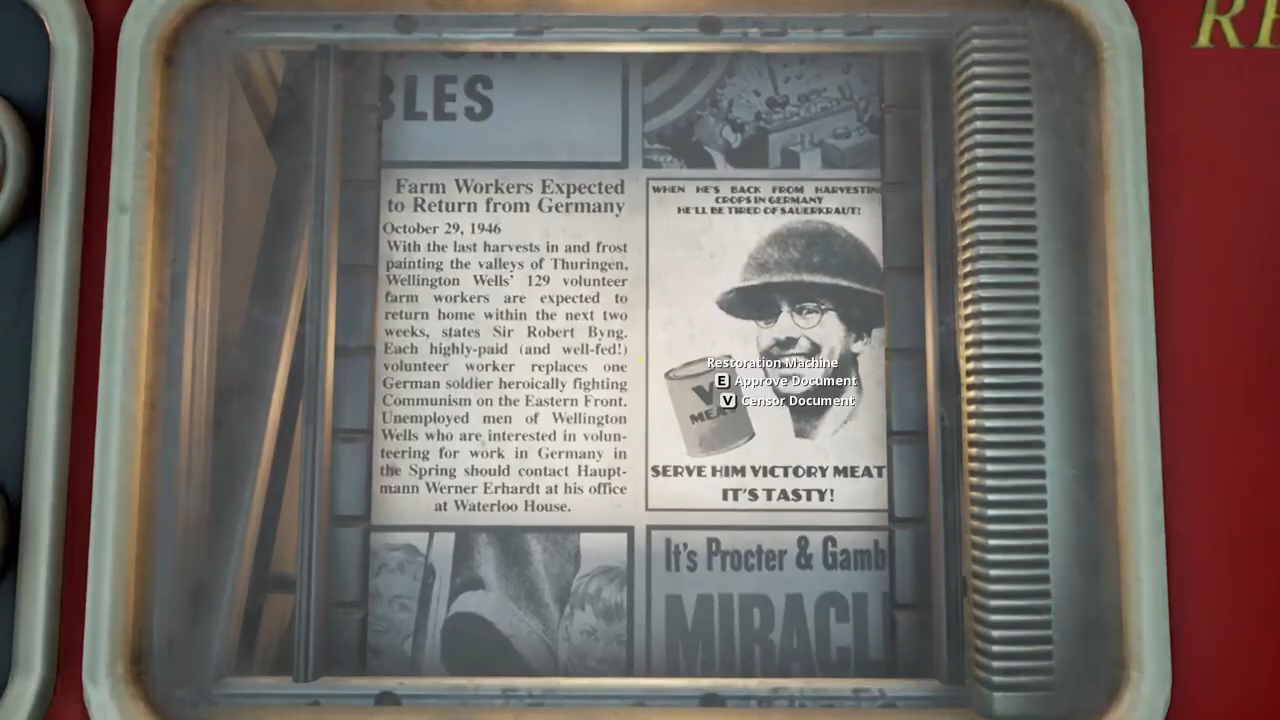 BLES
Farm Workers Expected
to Return from Germany
October 29, 1946
With the last harvests in and frost
painting the valleys of Thuringen,
Wellington Wells' 129 volunteer
farm workers are expected to
return home within the next two
weeks, states Sir Robert Byng.
Each highly-paid (and well-fed!)
volunteer worker replaces one
German soldier heroically fighting
Communism on the Eastern Front.
Unemployed men of Wellington
Wells who are interested in volun-
teering for work in Germany in
the Spring should contact Haupt-
mann Werner Erhardt at his office
at Waterloo House.
WHEN HE'S BACK FROM HARVESTIN
CROPS IN GERMANY
HE'LL BE TIRED OF SAUERKRAUT!
V
MEA
Restoration Machine
E Approve Document
V Censor Document
SERVE HIM VICTORY MEAT
IT'S TASTY!
It's Procter & Gamb
MIRACL
RE